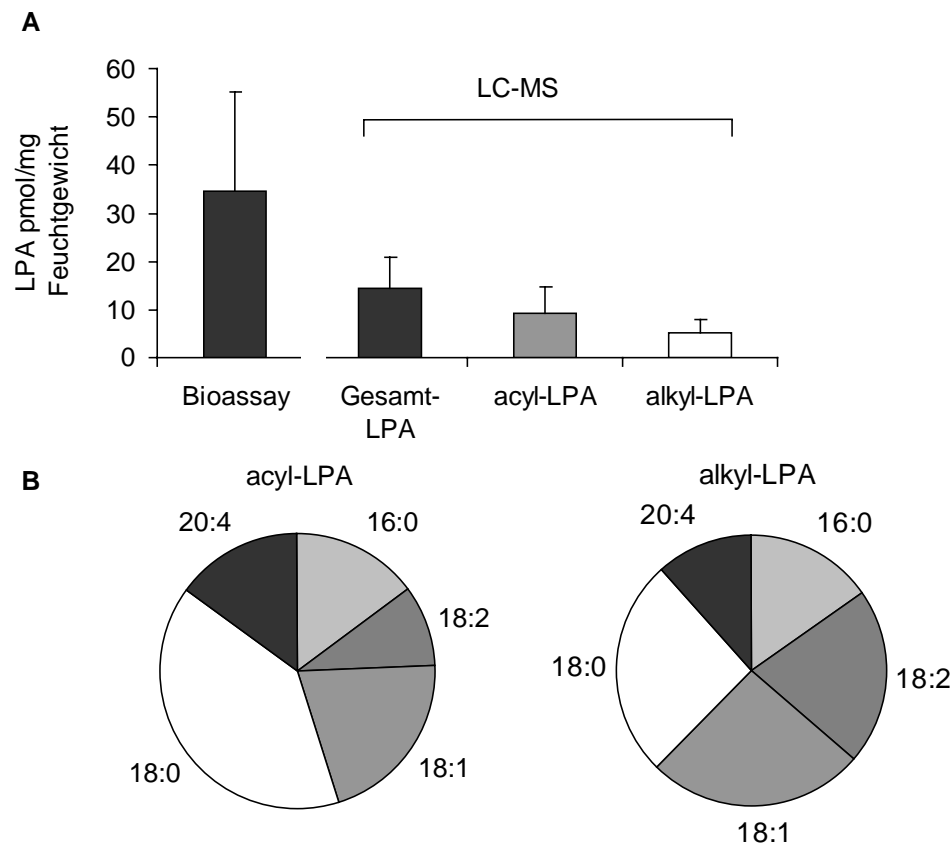 A
LC-MS
LPA pmol/mg
Feuchtgewicht
60
50
40
30
20
10
0
Bioassay
Gesamt-
LPA
acyl-LPA
alkyl-LPA
B
acyl-LPA
20:4
16:0
18:2
18:1
18:0
alkyl-LPA
20:4
16:0
18:2
18:1
18:0